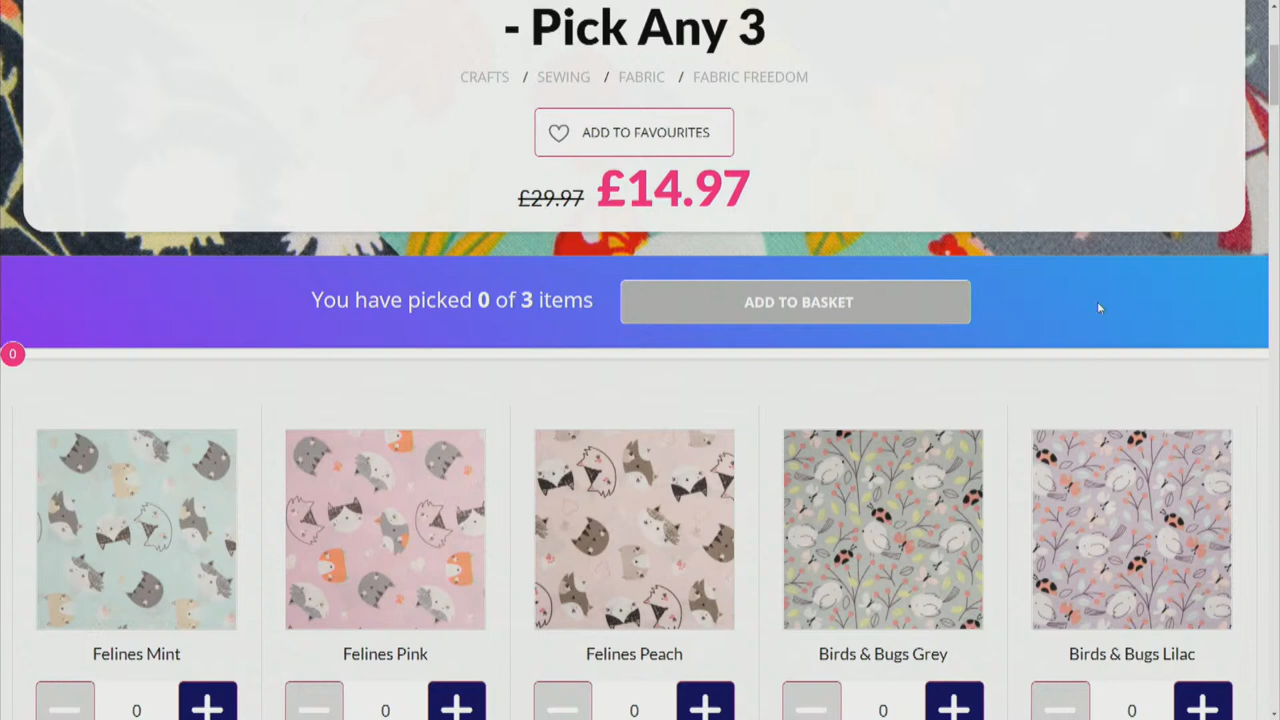 - Pick Any 3
CRAFTS / SEWING / FABRIC / FABRIC FREEDOM
ADD TO FAVOURITES
£29.97 £14.97
You have picked 0 of 3 items
ADD TO BASKET
0
Felines Mint
Felines Pink
Felines Peach
Birds & Bugs Grey
Birds & Bugs Lilac
0
0
0
0
0